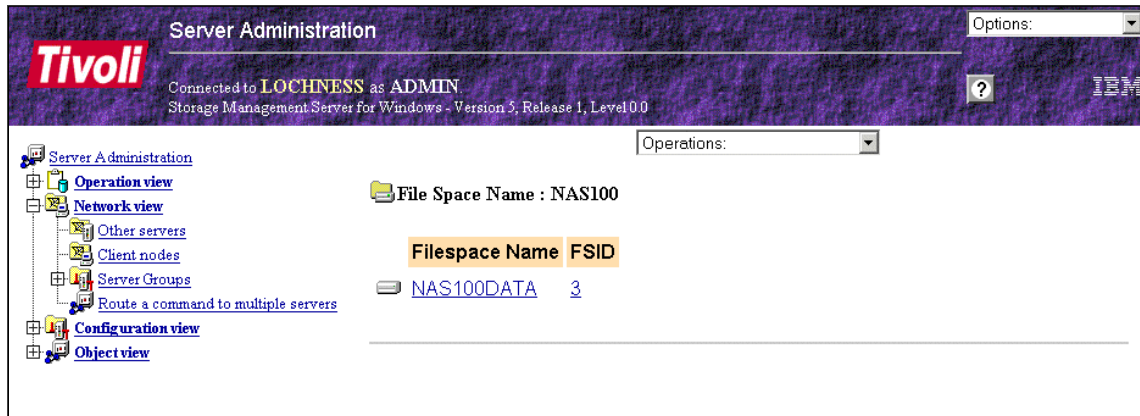 Tivoli
Server Administration
Options:
Connected to LOCHNESS as ADMIN.
Storage Management Server for Windows - Version 5, Release 1, Level 0.0
?
IBM
Operations:
Server Administration
Operation view
Network view
Other servers
Client nodes
Server Groups
Route a command to multiple servers
Configuration view
Object view
File Space Name : NAS100
Filespace Name FSID
NAS100DATA 3